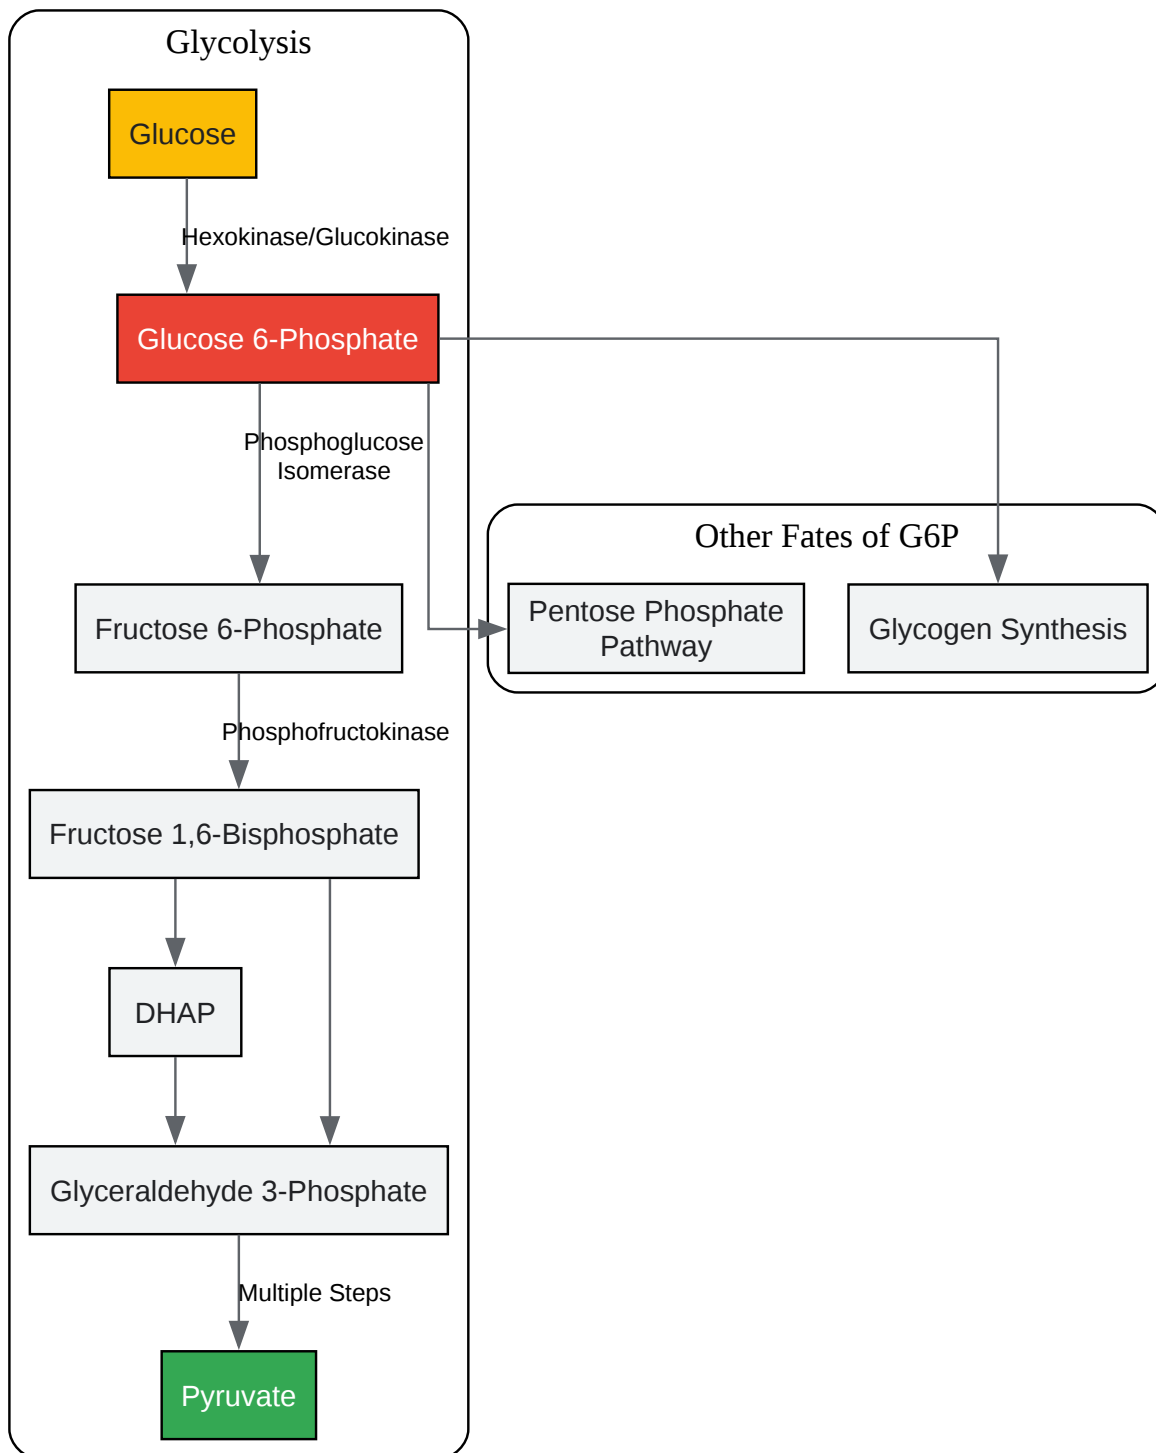 Glycolysis
Glucose
Hexokinase/Glucokinase
Glucose 6-Phosphate
Phosphoglucose
Isomerase
Other Fates of G6P
Pentose Phosphate
Pathway
Glycogen Synthesis
Fructose 6-Phosphate
Phosphofructokinase
Fructose 1,6-Bisphosphate
DHAP
Glyceraldehyde 3-Phosphate
Multiple Steps
Pyruvate